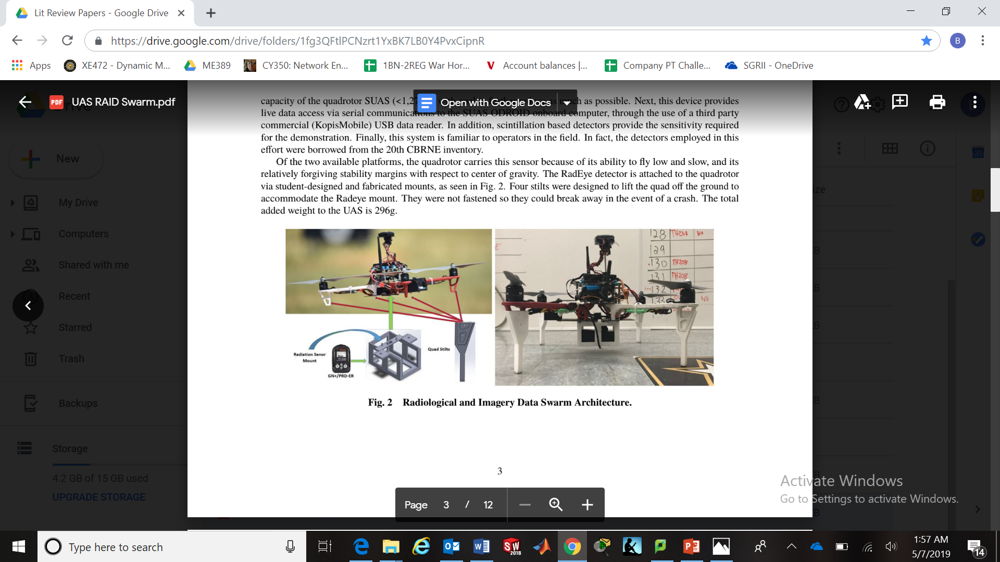 Lit Review Papers - Google Drive
https://drive.google.com/drive/folders/1fg3QFtlPCNzrt1YxBK7LB0Y4PvxCipnR
B
Apps
XE472 - Dynamic M...
ME389
CY350: Network En...
1BN-2REG War Hor...
Account balances |...
Company PT Challe...
SGRII - OneDrive
PDF
UAS RAID Swarm.pdf
Open with Google Docs
New
My Drive
Computers
Shared with me
Recent
Starred
Trash
Backups
Storage
4.2 GB of 15 GB used
UPGRADE STORAGE
capacity of the quadrotor SUAS (<1,27 much as possible. Next, this device provides
live data access via serial communications to the SUAS ODROID onboard computer, through the use of a third party
commercial (KopisMobile) USB data reader. In addition, scintillation based detectors provide the sensitivity required
for the demonstration. Finally, this system is familiar to operators in the field. In fact, the detectors employed in this
effort were borrowed from the 20th CBRNE inventory.
Of the two available platforms, the quadrotor carries this sensor because of its ability to fly low and slow, and its
relatively forgiving stability margins with respect to center of gravity. The RadEye detector is attached to the quadrotor
via student-designed and fabricated mounts, as seen in Fig. 2. Four stilts were designed to lift the quad off the ground to
accommodate the Radeye mount. They were not fastened so they could break away in the event of a crash. The total
added weight to the UAS is 296g.
Radiation Senor
Mount
GN+/PRD-ER
Quad Stilts
128 TH208 NO
129
130 TH208
131 TH208
132
133 NO
Fig. 2 Radiological and Imagery Data Swarm Architecture.
3
Page 3 / 12
31
Activate Windows
Go to Settings to activate Windows.
Type here to search
SW
2018
1:57 AM
5/7/2019
14